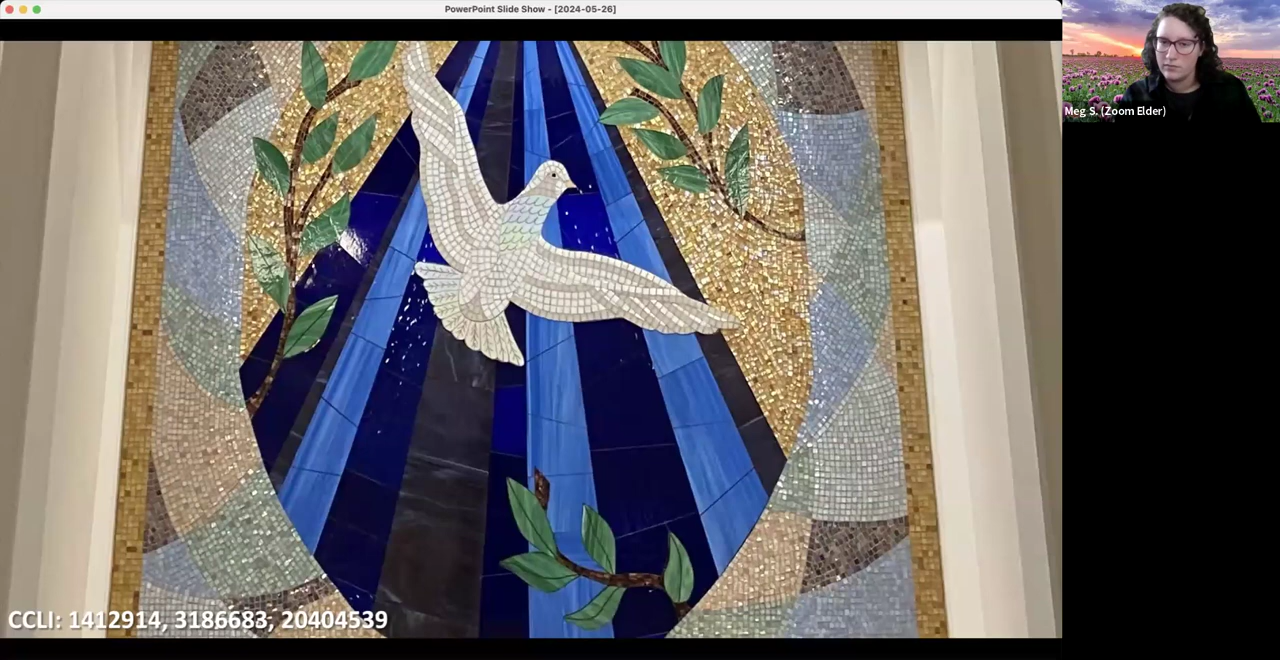 PowerPoint Slide Show - [2024-05-26]
Meg S. (Zoom Elder)
CCLI: 1412914, 3186683, 20404539